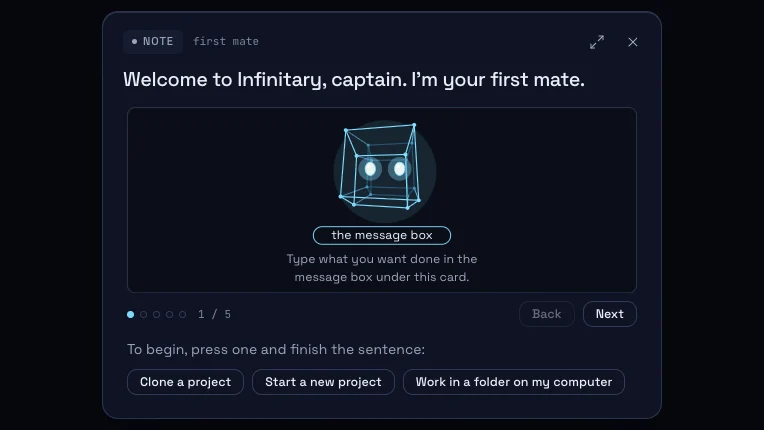 NOTE first mate
Welcome to Infinitary, captain. I'm your first mate.
the message box
Type what you want done in the
message box under this card.
1 / 5
Back Next
To begin, press one and finish the sentence:
Clone a project Start a new project Work in a folder on my computer